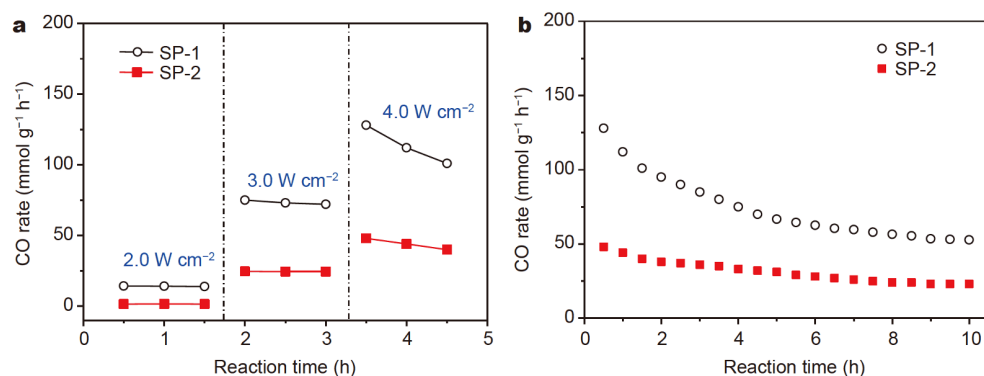 a
SP-1
SP-2
2.0 W cm⁻²
3.0 W cm⁻²
4.0 W cm⁻²
200
150
100
50
0
CO rate (mmol g⁻¹ h⁻¹)
0 1 2 3 4 5
Reaction time (h)
b
SP-1
SP-2
200
150
100
50
0
CO rate (mmol g⁻¹ h⁻¹)
0 2 4 6 8 10
Reaction time (h)